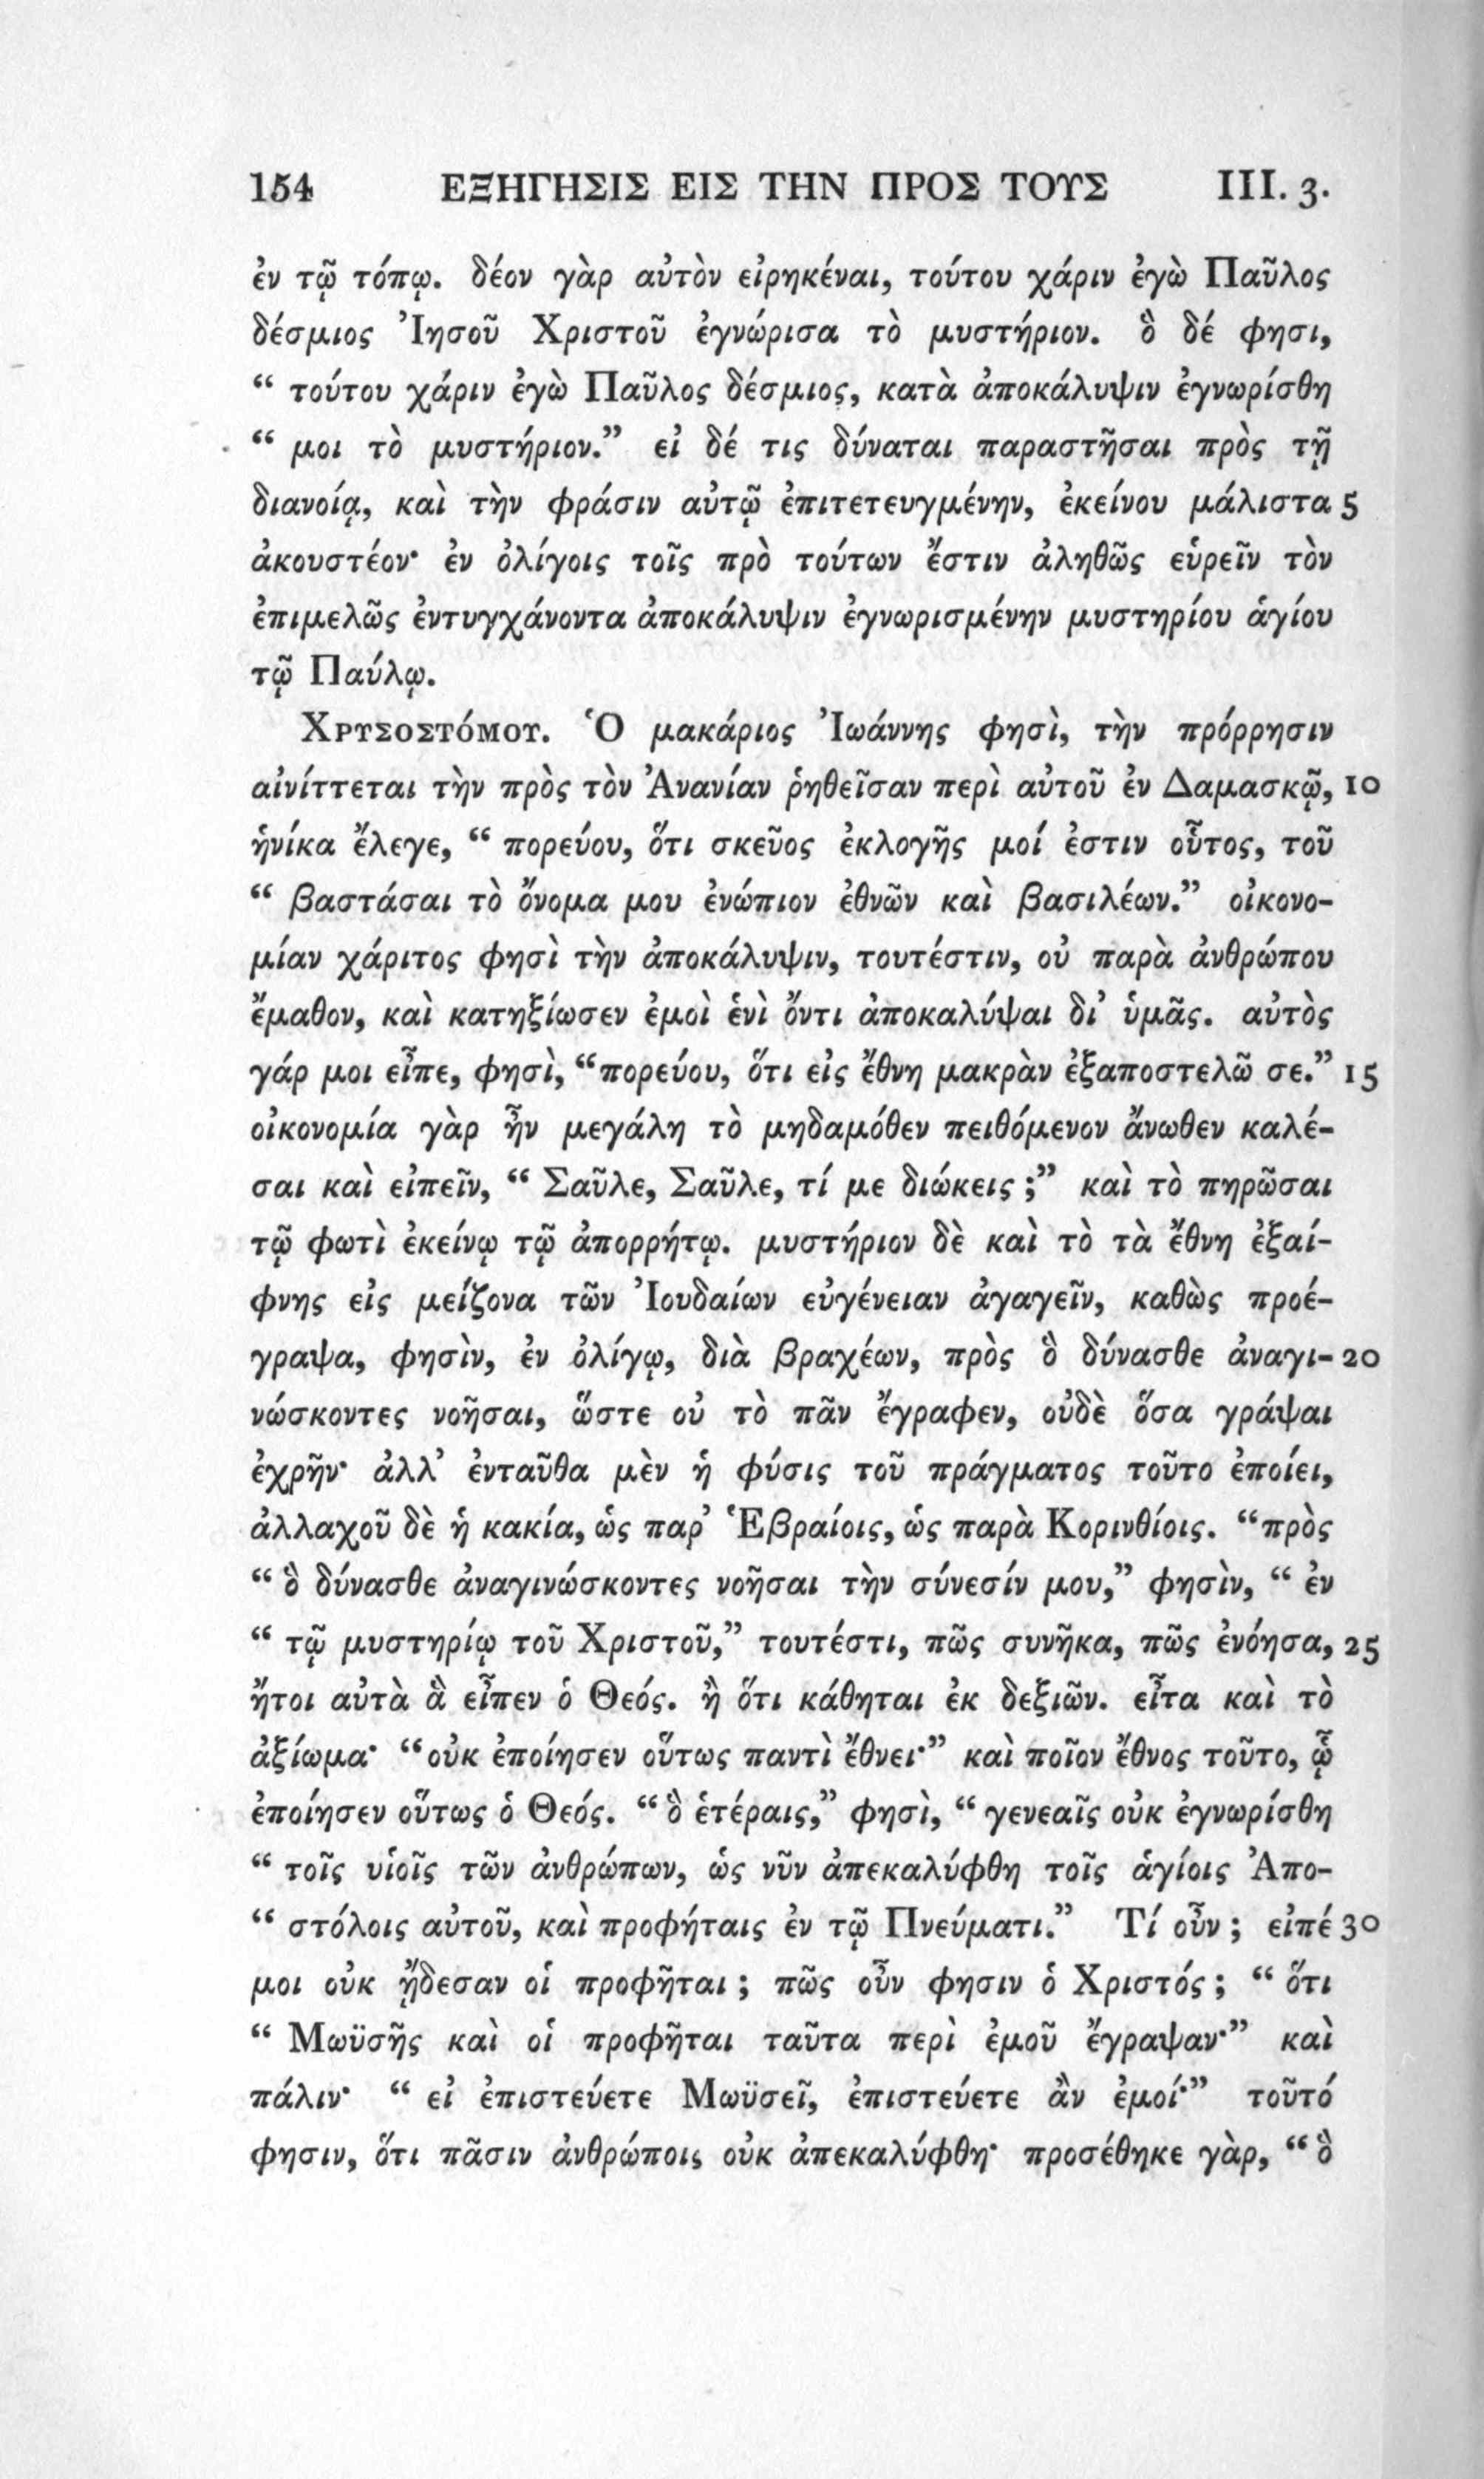 154 ΕΞΗΓΗΣΙΣ ΕΙΣ ΤΗΝ ΠΡΟΣ ΤΟΥΣ III. 3.
ἐν τῷ τόπῳ. δέον γὰρ αὐτὸν εἰρηκέναι, τούτου χάριν ἐγὼ Παῦλος
δέσμιος Ἰησοῦ Χριστοῦ ἐγνώρισα τὸ μυστήριον. ὃ δέ φησι,
“ τούτου χάριν ἐγὼ Παῦλος δέσμιος, κατὰ ἀποκάλυψιν ἐγνωρίσθη
“ μοι τὸ μυστήριον.” εἰ δέ τις δύναται παραστῆσαι πρὸς τῇ
διανοίᾳ, καὶ τὴν φράσιν αὐτῷ ἐπιτετευγμένην, ἐκείνου μάλιστα 5
ἀκουστέον· ἐν ὀλίγοις τοῖς πρὸ τούτων ἔστιν ἀληθῶς εὑρεῖν τὸν
ἐπιμελῶς ἐντυγχάνοντα ἀποκάλυψιν ἐγνωρισμένην μυστηρίου ἁγίου
τῷ Παύλῳ.
ΧΡΥΣΟΣΤόΜΟΥ. Ὁ μακάριος Ἰωάννης φησὶ, τὴν πρόρρησιν
αἰνίττεται τὴν πρὸς τὸν Ἀνανίαν ῥηθεῖσαν περὶ αὐτοῦ ἐν Δαμασκῷ, 10
ἡνίκα ἔλεγε, “ πορεύου, ὅτι σκεῦος ἐκλογῆς μοί ἐστιν οὗτος, τοῦ
“ βαστάσαι τὸ ὄνομα μου ἐνώπιον ἐθνῶν καὶ βασιλέων.” οἰκονο-
μίαν χάριτος φησὶ τὴν ἀποκάλυψιν, τουτέστιν, οὐ παρὰ ἀνθρώπου
ἔμαθον, καὶ κατηξίωσεν ἐμοὶ ἑνὶ ὄντι ἀποκαλύψαι δι’ ὑμᾶς. αὐτὸς
γάρ μοι εἶπε, φησὶ, “πορεύου, ὅτι εἰς ἔθνη μακρὰν ἐξαποστελῶ σε.” 15
οἰκονομία γὰρ ἦν μεγάλη τὸ μηδαμόθεν πειθόμενον ἄνωθεν καλέ-
σαι καὶ εἰπεῖν, “ Σαῦλε, Σαῦλε, τί με διώκεις ;” καὶ τὸ πηρῶσαι
τῷ φωτὶ ἐκείνῳ τῷ ἀπορρήτῳ. μυστήριον δὲ καὶ τὸ τὰ ἔθνη ἐξαί-
φνης εἰς μείζονα τῶν Ἰουδαίων εὐγένειαν ἀγαγεῖν, καθὼς προέ-
γραψα, φησὶν, ἐν ὀλίγῳ, διὰ βραχέων, πρὸς ὃ δύνασθε ἀναγι- 20
νώσκοντες νοῆσαι, ὥστε οὐ τὸ πᾶν ἔγραφεν, οὐδὲ ὅσα γράψαι
ἐχρῆν· ἀλλ’ ἐνταῦθα μὲν ἡ φύσις τοῦ πράγματος τοῦτο ἐποίει,
ἀλλαχοῦ δὲ ἡ κακία, ὡς παρ’ Ἑβραίοις, ὡς παρὰ Κορινθίοις. “πρὸς
“ ὃ δύνασθε ἀναγινώσκοντες νοῆσαι τὴν σύνεσίν μου,” φησὶν, “ ἐν
“ τῷ μυστηρίῳ τοῦ Χριστοῦ,” τουτέστι, πῶς συνῆκα, πῶς ἐνόησα, 25
ἤτοι αὐτὰ ἃ εἶπεν ὁ Θεός. ἢ ὅτι κάθηται ἐκ δεξιῶν. εἶτα καὶ τὸ
ἀξίωμα· “οὐκ ἐποίησεν οὕτως παντὶ ἔθνει·” καὶ ποῖον ἔθνος τοῦτο, ᾧ
ἐποίησεν οὕτως ὁ Θεός. “ὃ ἑτέραις,” φησὶ, “ γενεαῖς οὐκ ἐγνωρίσθη
“ τοῖς υἱοῖς τῶν ἀνθρώπων, ὡς νῦν ἀπεκαλύφθη τοῖς ἁγίοις Ἀπο-
“ στόλοις αὐτοῦ, καὶ προφήταις ἐν τῷ Πνεύματι.” Τί οὖν ; εἰπέ 30
μοι οὐκ ᾔδεσαν οἱ προφῆται ; πῶς οὖν φησιν ὁ Χριστός ; “ ὅτι
“ Μωϋσῆς καὶ οἱ προφῆται ταῦτα περὶ ἐμοῦ ἔγραψαν·” καὶ
πάλιν· “ εἰ ἐπιστεύετε Μωϋσεῖ, ἐπιστεύετε ἂν ἐμοί·” τοῦτό
φησιν, ὅτι πᾶσιν ἀνθρώποις οὐκ ἀπεκαλύφθη· προσέθηκε γὰρ, “ὃ